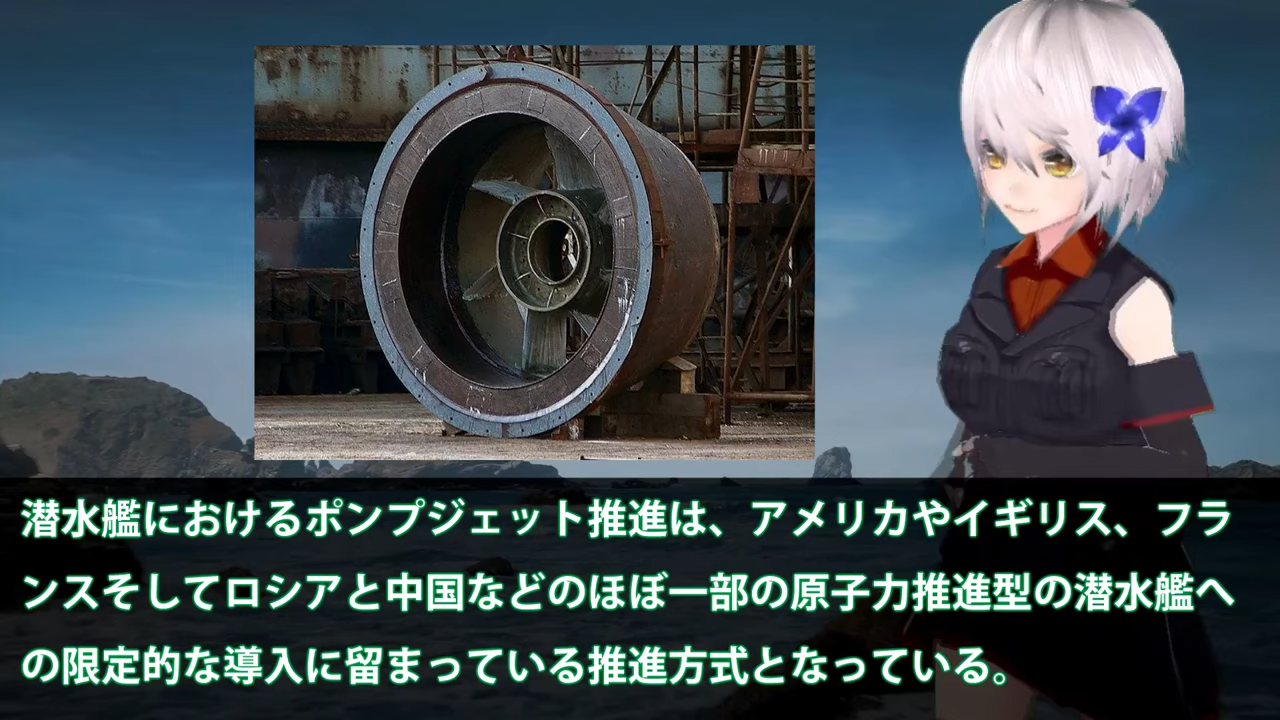 潜水艦におけるポンプジェット推進は、アメリカやイギリス、フラ
ンスそしてロシアと中国などのほぼ一部の原子力推進型の潜水艦へ
の限定的な導入に留まっている推進方式となっている。